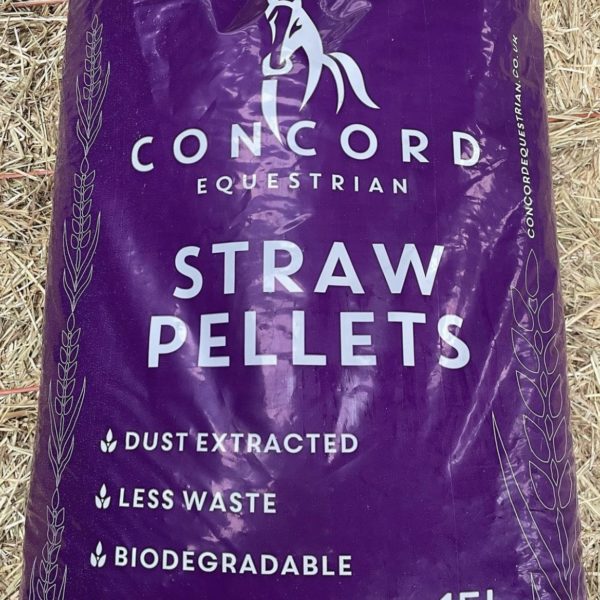 CONCORD
EQUESTRIAN
CONCORDEQUESTRIAN.CO.UK
STRAW
PELLETS
DUST EXTRACTED
LESS WASTE
BIODEGRADABLE